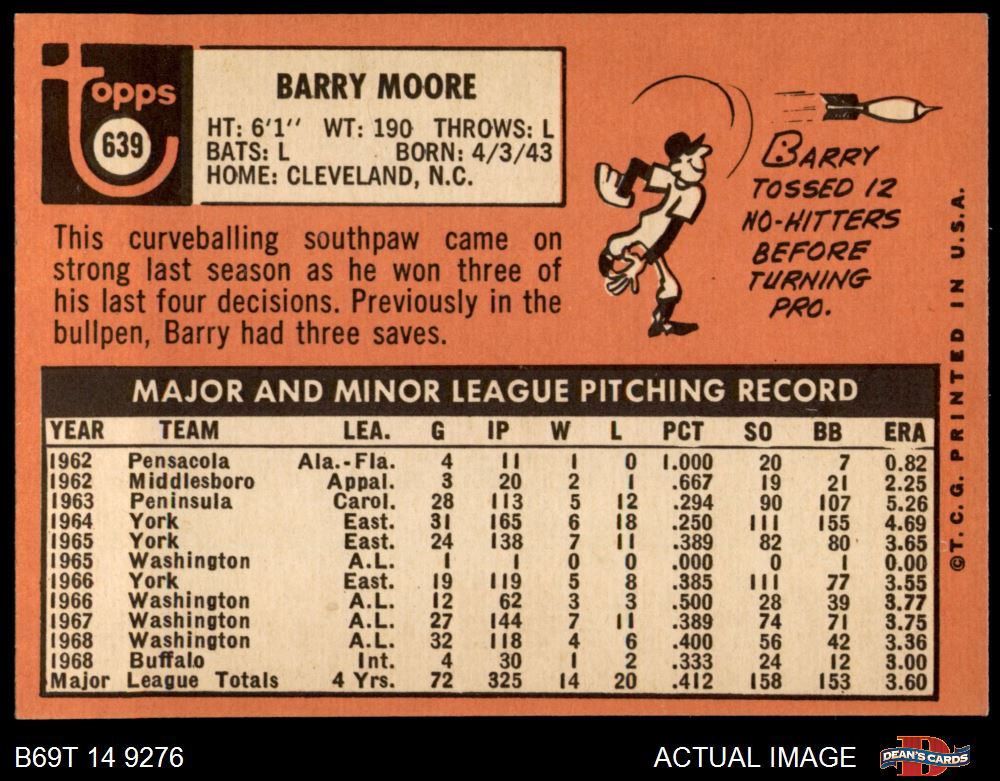 topps
639
BARRY MOORE
HT: 6'1" WT: 190 THROWS: L
BATS: L BORN: 4/3/43
HOME: CLEVELAND, N.C.
This curveballing southpaw came on
strong last season as he won three of
his last four decisions. Previously in the
bullpen, Barry had three saves.
BARRY
TOSSED 12
NO-HITTERS
BEFORE
TURNING
PRO.
MAJOR AND MINOR LEAGUE PITCHING RECORD
YEAR TEAM LEA. G IP W L PCT SO BB ERA
1962 Pensacola Ala.-Fla. 4 11 1 0 1.000 20 7 0.82
1962 Middlesboro Appal. 3 20 2 1 .667 19 21 2.25
1963 Peninsula Carol. 28 113 5 12 .294 90 107 5.26
1964 York East. 31 165 6 18 .250 111 155 4.69
1965 York East. 24 138 7 11 .389 82 80 3.65
1965 Washington A.L. 1 1 0 0 .000 0 1 0.00
1966 York East. 19 119 5 8 .385 111 77 3.55
1966 Washington A.L. 12 62 3 3 .500 28 39 3.77
1967 Washington A.L. 27 144 7 11 .389 74 71 3.75
1968 Washington A.L. 32 118 4 6 .400 56 42 3.36
1968 Buffalo Int. 4 30 1 2 .333 24 12 3.00
Major League Totals 4 Yrs. 72 325 14 20 .412 158 153 3.60
©T. C. G. PRINTED IN U.S.A.
B69T 14 9276
ACTUAL IMAGE
DEAN'S CARDS